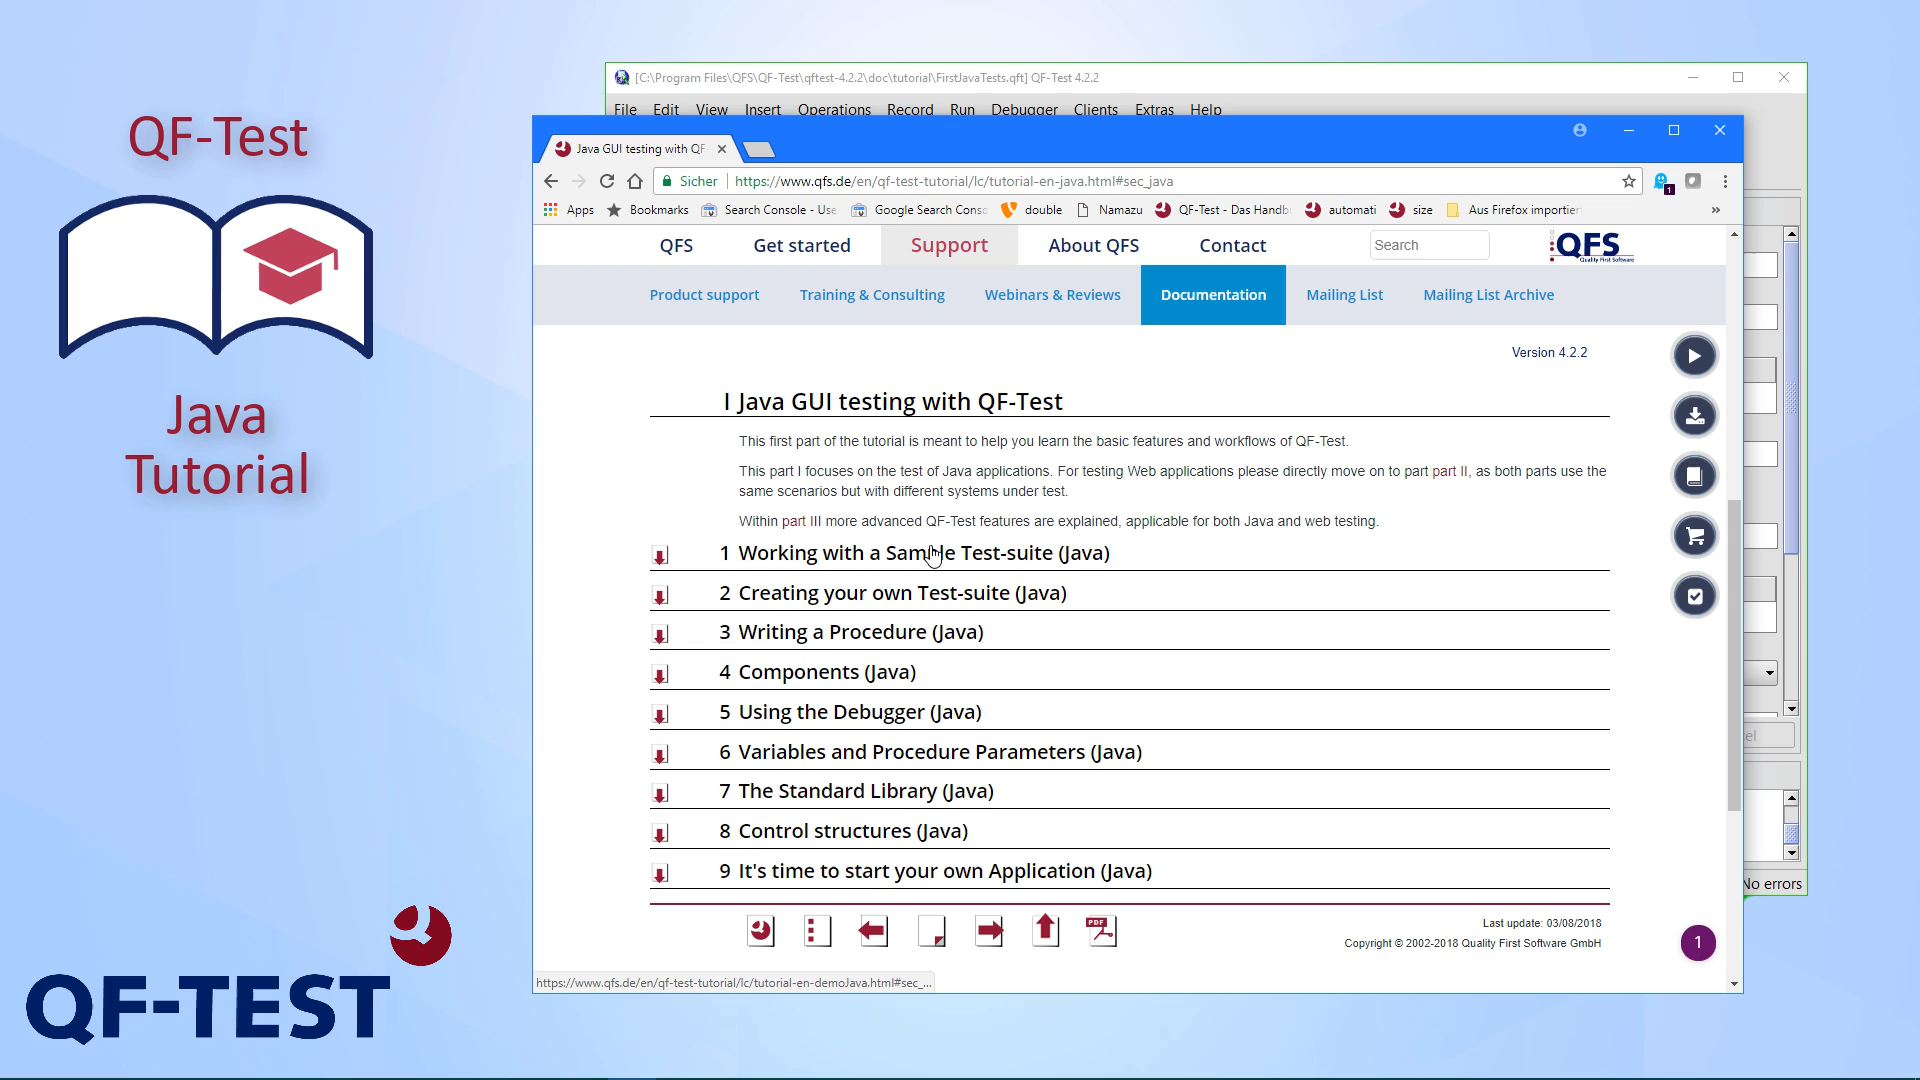 QF-Test
Java
Tutorial
QF-TEST
[C:\Program Files\QFS\QF-Test\qftest-4.2.2\doc\tutorial\FirstJavaTests.qft] QF-Test 4.2.2
File Edit View Insert Operations Record Run Debugger Clients Extras Help
Java GUI testing with QF-
Sicher https://www.qfs.de/en/qf-test-tutorial/lc/tutorial-en-java.html#sec_java
1
Apps Bookmarks Search Console - Use Google Search Conso double Namazu QF-Test - Das Handb automati size Aus Firefox importier »
QFS Get started Support About QFS Contact Search QFS
Quality First Software
Product support Training & Consulting Webinars & Reviews Documentation Mailing List Mailing List Archive
Version 4.2.2
I Java GUI testing with QF-Test
This first part of the tutorial is meant to help you learn the basic features and workflows of QF-Test.
This part I focuses on the test of Java applications. For testing Web applications please directly move on to part part II, as both parts use the
same scenarios but with different systems under test.
Within part III more advanced QF-Test features are explained, applicable for both Java and web testing.
1 Working with a Sample Test-suite (Java)
2 Creating your own Test-suite (Java)
3 Writing a Procedure (Java)
4 Components (Java)
5 Using the Debugger (Java)
6 Variables and Procedure Parameters (Java)
7 The Standard Library (Java)
8 Control structures (Java)
9 It's time to start your own Application (Java)
PDF
Last update: 03/08/2018
Copyright © 2002-2018 Quality First Software GmbH
1
https://www.qfs.de/en/qf-test-tutorial/lc/tutorial-en-demoJava.html#sec_...
el
No errors